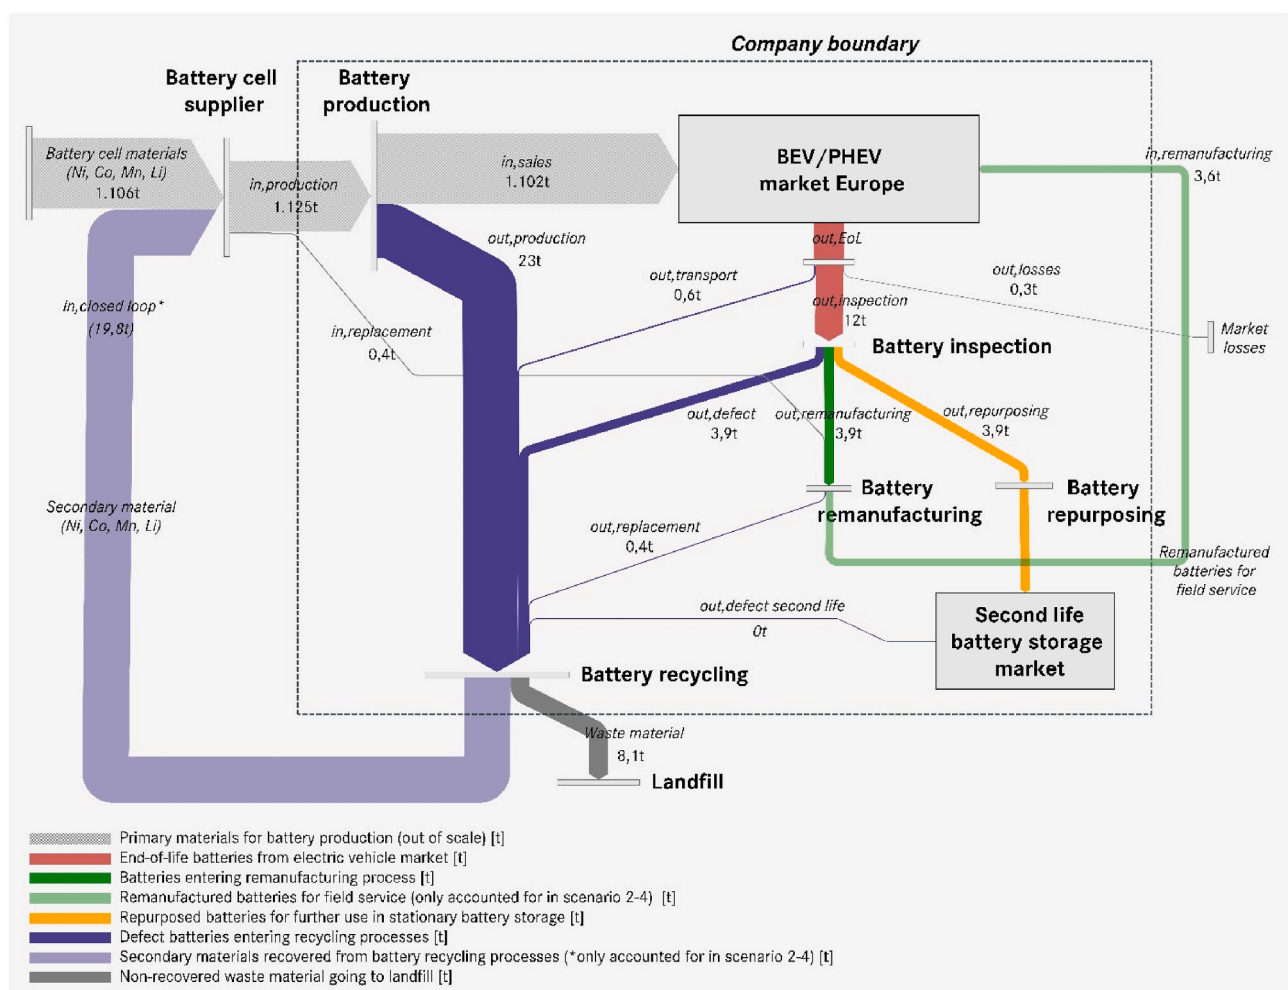 Company boundary
Battery cell
supplier
Battery
production
Battery cell materials
(Ni, Co, Mn, Li)
1.106t
in,production
1.125t
in,sales
1.102t
BEV/PHEV
market Europe
in,remanufacturing
3,6t
out,production
23t
out,EoL
out,transport
0,6t
out,losses
0,3t
out,inspection
12t
in,closed loop*
(19,8t)
in,replacement
0,4t
Battery inspection
Market
losses
out,defect
3,9t
out,remanufacturing
3,9t
out,repurposing
3,9t
Secondary material
(Ni, Co, Mn, Li)
Battery
remanufacturing
Battery
repurposing
out,replacement
0,4t
Remanufactured
batteries for
field service
out,defect second life
0t
Second life
battery storage
market
Battery recycling
Waste material
8,1t
Landfill
Primary materials for battery production (out of scale) [t]
End-of-life batteries from electric vehicle market [t]
Batteries entering remanufacturing process [t]
Remanufactured batteries for field service (only accounted for in scenario 2-4) [t]
Repurposed batteries for further use in stationary battery storage [t]
Defect batteries entering recycling processes [t]
Secondary materials recovered from battery recycling processes (*only accounted for in scenario 2-4) [t]
Non-recovered waste material going to landfill [t]